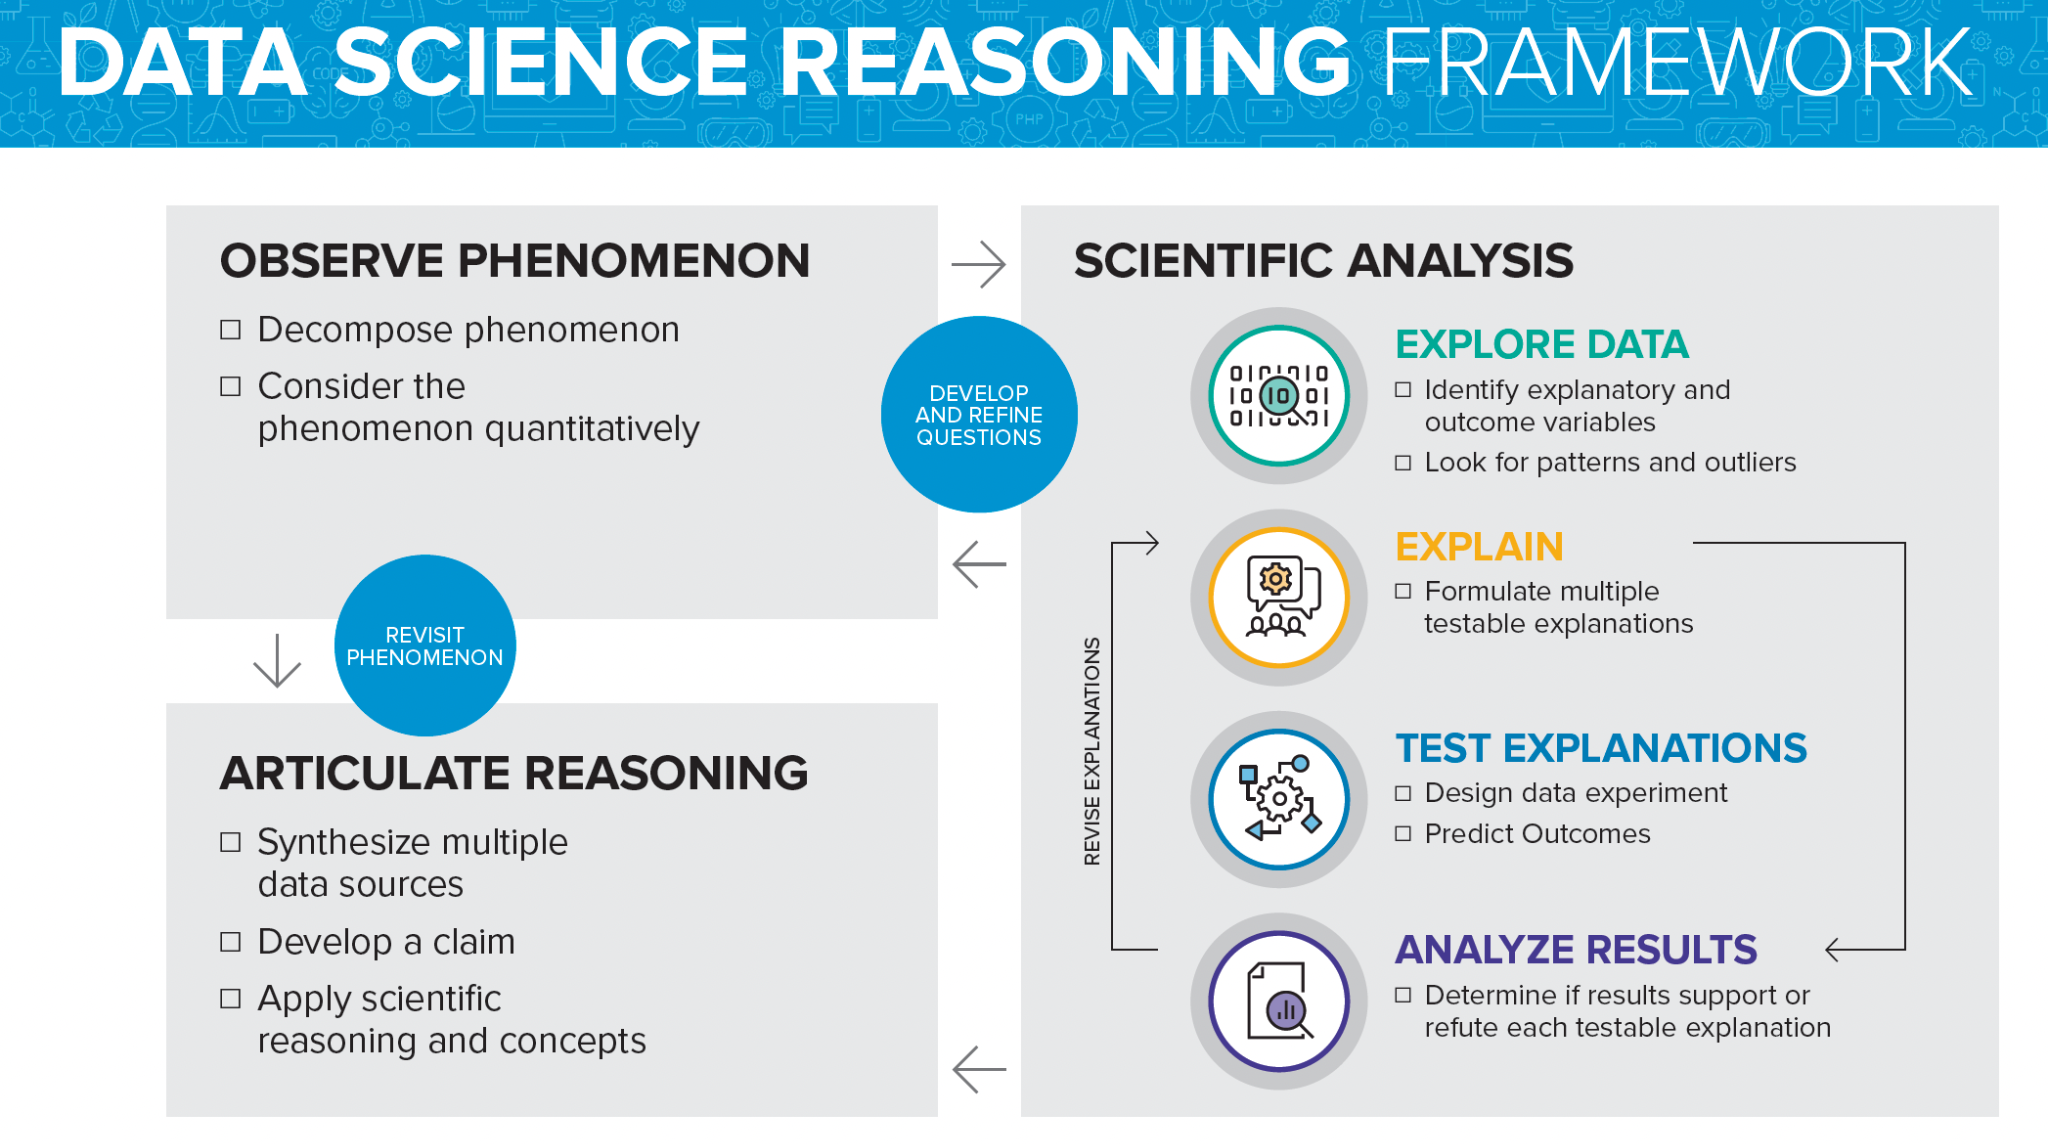 DATA SCIENCE REASONING FRAMEWORK
OBSERVE PHENOMENON
Decompose phenomenon
Consider the
phenomenon quantitatively
DEVELOP
AND REFINE
QUESTIONS
REVISIT
PHENOMENON
ARTICULATE REASONING
Synthesize multiple
data sources
Develop a claim
Apply scientific
reasoning and concepts
SCIENTIFIC ANALYSIS
EXPLORE DATA
Identify explanatory and
outcome variables
Look for patterns and outliers
EXPLAIN
Formulate multiple
testable explanations
REVISE EXPLANATIONS
TEST EXPLANATIONS
Design data experiment
Predict Outcomes
ANALYZE RESULTS
Determine if results support or
refute each testable explanation
PHP